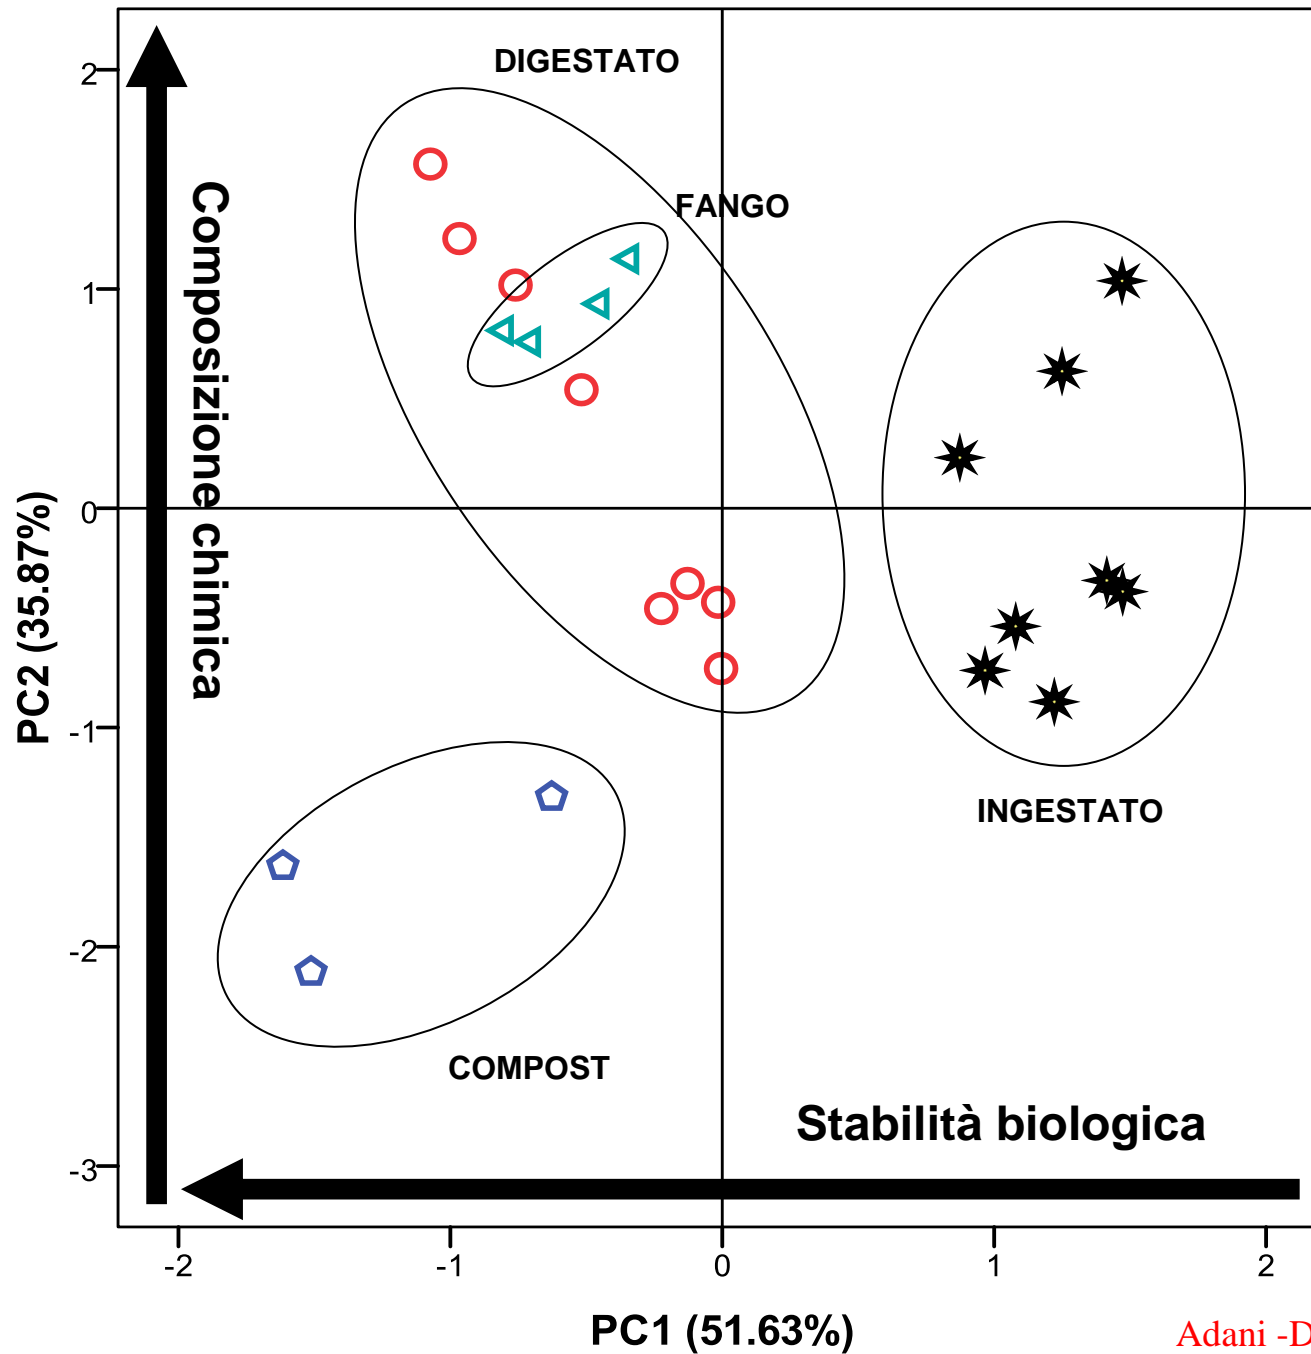 DIGESTATO
2
FANGO
Composizione chimica
1
0
PC2 (35.87%)
-1
INGESTATO
-2
COMPOST
Stabilità biologica
-3
-2 -1 0 1 2
PC1 (51.63%)
Adani -D